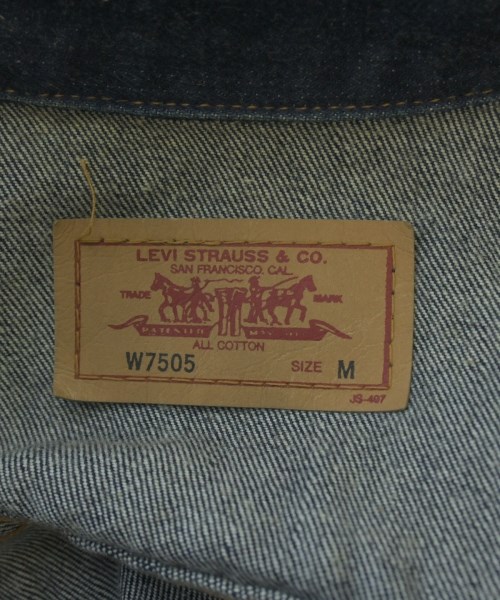 LEVI STRAUSS & CO.
SAN FRANCISCO, CAL.
TRADE MARK
ALL COTTON
W7505 SIZE M
JS-407